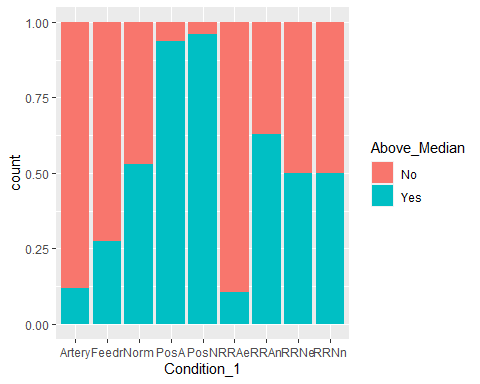 1.00
0.75
0.50
0.25
0.00
count
Artery Feedr Norm PosA PosN RRAe RRAn RRNe RRNn
Condition_1
Above_Median
No
Yes